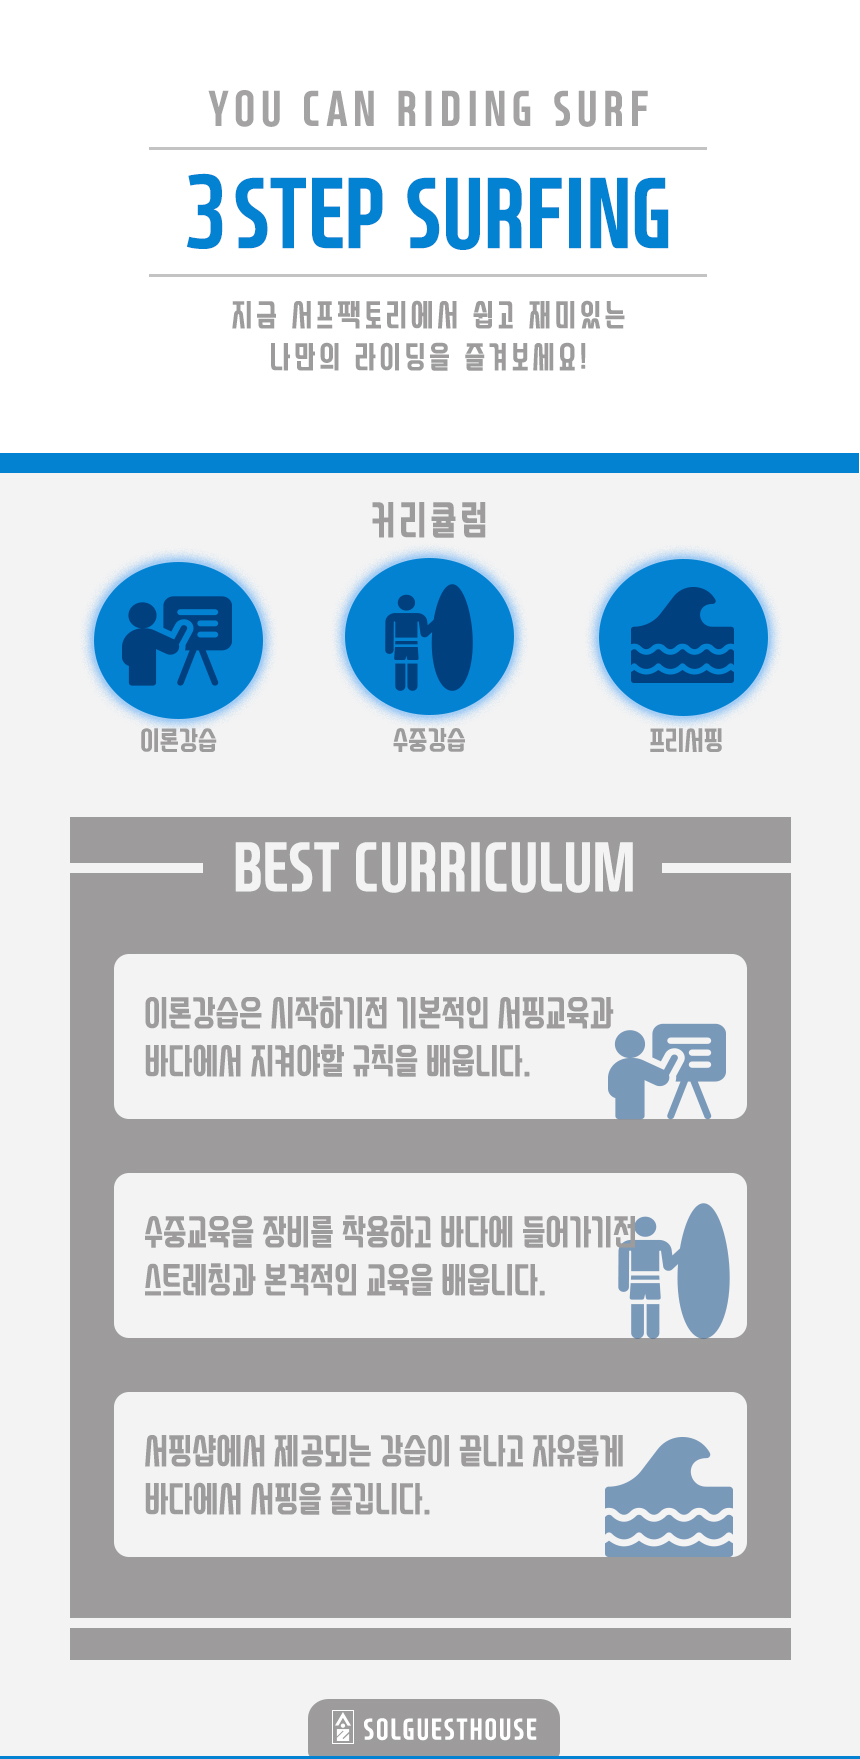 YOU CAN RIDING SURF
3 STEP SURFING
지금 서프팩토리에서 쉽고 재미있는
나만의 라이딩을 즐겨보세요!
커리큘럼
이론강습
수중강습
프리서핑
BEST CURRICULUM
이론강습은 시작하기전 기본적인 서핑교육과
바다에서 지켜야할 규칙을 배웁니다.
수중교육을 장비를 착용하고 바다에 들어가기전
스트레칭과 본격적인 교육을 배웁니다.
서핑샵에서 제공되는 강습이 끝나고 자유롭게
바다에서 서핑을 즐깁니다.
SOLGUESTHOUSE